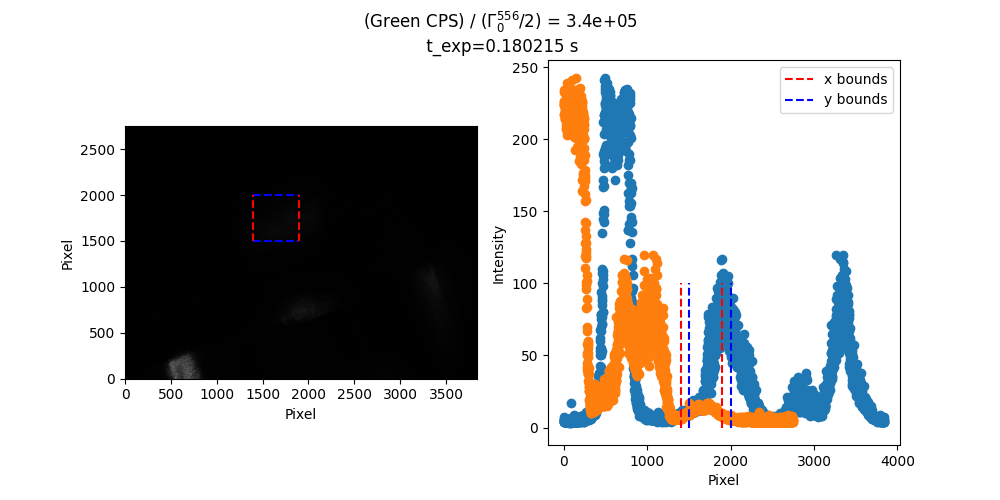 (Green CPS) / (Γ₀⁵⁵⁶/2) = 3.4e+05
t_exp=0.180215 s
2500
2000
1500
1000
500
0
Pixel
0 500 1000 1500 2000 2500 3000 3500
Pixel
250
200
150
100
50
0
Intensity
x bounds
y bounds
0 1000 2000 3000 4000
Pixel